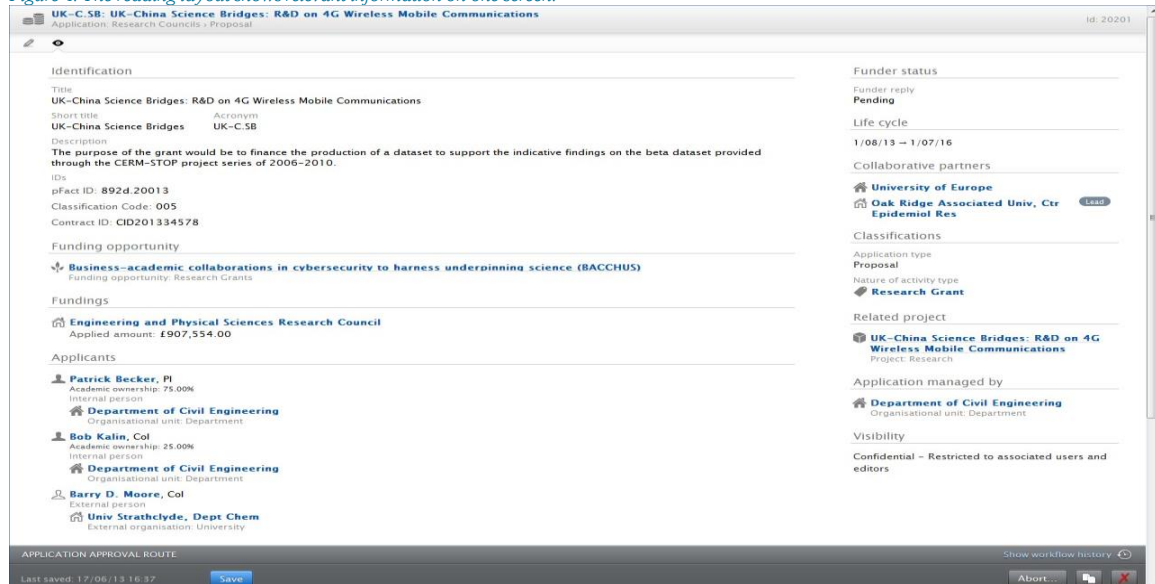 UK-C.SB: UK-China Science Bridges: R&D on 4G Wireless Mobile Communications
Application: Research Councils › Proposal
Id: 20201
Identification
Title
UK-China Science Bridges: R&D on 4G Wireless Mobile Communications
Short title Acronym
UK-China Science Bridges UK-C.SB
Description
The purpose of the grant would be to finance the production of a dataset to support the indicative findings on the beta dataset provided
through the CERM-STOP project series of 2006-2010.
IDs
pFact ID: 892d.20013
Classification Code: 005
Contract ID: CID201334578
Funding opportunity
Business-academic collaborations in cybersecurity to harness underpinning science (BACCHUS)
Funding opportunity: Research Grants
Fundings
Engineering and Physical Sciences Research Council
Applied amount: £907,554.00
Applicants
Patrick Becker, PI
Academic ownership: 75.00%
Internal person
Department of Civil Engineering
Organisational unit: Department
Bob Kalin, CoI
Academic ownership: 25.00%
Internal person
Department of Civil Engineering
Organisational unit: Department
Barry D. Moore, CoI
External person
Univ Strathclyde, Dept Chem
External organisation: University
Funder status
Funder reply
Pending
Life cycle
1/08/13 → 1/07/16
Collaborative partners
University of Europe
Oak Ridge Associated Univ, Ctr Lead
Epidemiol Res
Classifications
Application type
Proposal
Nature of activity type
Research Grant
Related project
UK-China Science Bridges: R&D on 4G
Wireless Mobile Communications
Project: Research
Application managed by
Department of Civil Engineering
Organisational unit: Department
Visibility
Confidential - Restricted to associated users and
editors
APPLICATION APPROVAL ROUTE
Show workflow history
Last saved: 17/06/13 16:37
Save
Abort...